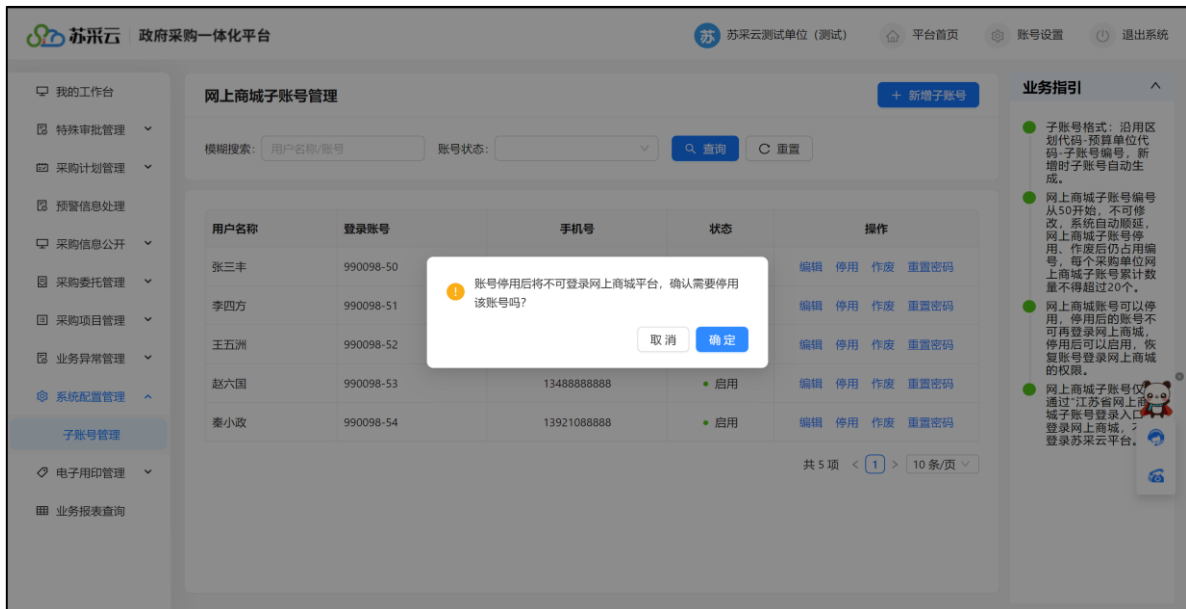 苏采云 政府采购一体化平台
苏 苏采云测试单位（测试） 平台首页 账号设置 退出系统
我的工作台
特殊审批管理
采购计划管理
预警信息处理
采购信息公开
采购委托管理
采购项目管理
业务异常管理
系统配置管理
子账号管理
电子用印管理
业务报表查询
网上商城子账号管理
+ 新增子账号
模糊搜索: 用户名称/账号 账号状态: 查询 重置
用户名称 登录账号 手机号 状态 操作
张三丰 990098-50 编辑 停用 作废 重置密码
李四方 990098-51 编辑 停用 作废 重置密码
王五洲 990098-52 编辑 停用 作废 重置密码
赵六国 990098-53 13488888888 启用 编辑 停用 作废 重置密码
秦小政 990098-54 13921088888 启用 编辑 停用 作废 重置密码
共 5 项 < 1 > 10 条/页
账号停用后将不可登录网上商城平台，确认需要停用
该账号吗？
取 消 确 定
业务指引
子账号格式：沿用区
划代码-预算单位代
码-子账号编号，新
增时子账号自动生
成。
网上商城子账号编号
从50开始，不可修
改，系统自动顺延，
网上商城子账号停
用、作废后仍占用编
号，每个采购单位网
上商城子账号累计数
量不得超过20个。
网上商城账号可以停
用，停用后的账号不
可再登录网上商城，
停用后可以启用，恢
复账号登录网上商城
的权限。
网上商城子账号仅
通过“江苏省网上商
城子账号登录入口
登录网上商城，
登录苏采云平台。